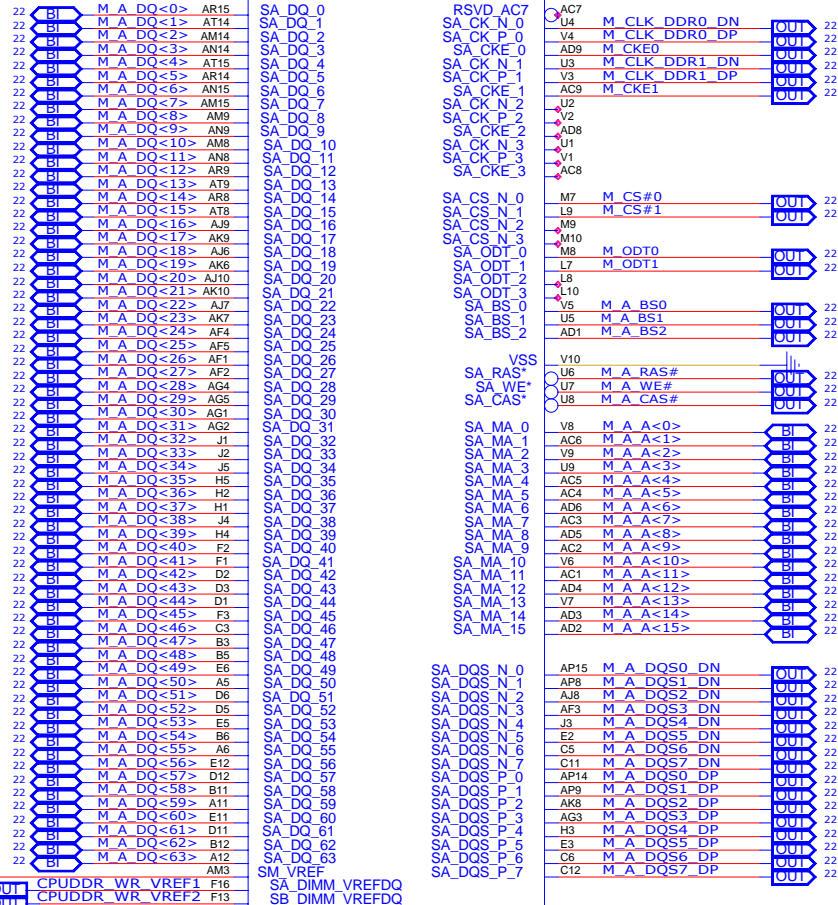 22 BI M_A_DQ<0> AR15 SA_DQ_0
22 BI M_A_DQ<1> AT14 SA_DQ_1
22 BI M_A_DQ<2> AM14 SA_DQ_2
22 BI M_A_DQ<3> AN14 SA_DQ_3
22 BI M_A_DQ<4> AT15 SA_DQ_4
22 BI M_A_DQ<5> AR14 SA_DQ_5
22 BI M_A_DQ<6> AN15 SA_DQ_6
22 BI M_A_DQ<7> AM15 SA_DQ_7
22 BI M_A_DQ<8> AM9 SA_DQ_8
22 BI M_A_DQ<9> AN9 SA_DQ_9
22 BI M_A_DQ<10> AM8 SA_DQ_10
22 BI M_A_DQ<11> AN8 SA_DQ_11
22 BI M_A_DQ<12> AR9 SA_DQ_12
22 BI M_A_DQ<13> AT9 SA_DQ_13
22 BI M_A_DQ<14> AR8 SA_DQ_14
22 BI M_A_DQ<15> AT8 SA_DQ_15
22 BI M_A_DQ<16> AJ9 SA_DQ_16
22 BI M_A_DQ<17> AK9 SA_DQ_17
22 BI M_A_DQ<18> AJ6 SA_DQ_18
22 BI M_A_DQ<19> AK6 SA_DQ_19
22 BI M_A_DQ<20> AJ10 SA_DQ_20
22 BI M_A_DQ<21> AK10 SA_DQ_21
22 BI M_A_DQ<22> AJ7 SA_DQ_22
22 BI M_A_DQ<23> AK7 SA_DQ_23
22 BI M_A_DQ<24> AF4 SA_DQ_24
22 BI M_A_DQ<25> AF5 SA_DQ_25
22 BI M_A_DQ<26> AF1 SA_DQ_26
22 BI M_A_DQ<27> AF2 SA_DQ_27
22 BI M_A_DQ<28> AG4 SA_DQ_28
22 BI M_A_DQ<29> AG5 SA_DQ_29
22 BI M_A_DQ<30> AG1 SA_DQ_30
22 BI M_A_DQ<31> AG2 SA_DQ_31
22 BI M_A_DQ<32> J1 SA_DQ_32
22 BI M_A_DQ<33> J2 SA_DQ_33
22 BI M_A_DQ<34> J5 SA_DQ_34
22 BI M_A_DQ<35> H5 SA_DQ_35
22 BI M_A_DQ<36> H2 SA_DQ_36
22 BI M_A_DQ<37> H1 SA_DQ_37
22 BI M_A_DQ<38> J4 SA_DQ_38
22 BI M_A_DQ<39> H4 SA_DQ_39
22 BI M_A_DQ<40> F2 SA_DQ_40
22 BI M_A_DQ<41> F1 SA_DQ_41
22 BI M_A_DQ<42> D2 SA_DQ_42
22 BI M_A_DQ<43> D3 SA_DQ_43
22 BI M_A_DQ<44> D1 SA_DQ_44
22 BI M_A_DQ<45> F3 SA_DQ_45
22 BI M_A_DQ<46> C3 SA_DQ_46
22 BI M_A_DQ<47> B3 SA_DQ_47
22 BI M_A_DQ<48> B5 SA_DQ_48
22 BI M_A_DQ<49> E6 SA_DQ_49
22 BI M_A_DQ<50> A5 SA_DQ_50
22 BI M_A_DQ<51> D6 SA_DQ_51
22 BI M_A_DQ<52> D5 SA_DQ_52
22 BI M_A_DQ<53> E5 SA_DQ_53
22 BI M_A_DQ<54> B6 SA_DQ_54
22 BI M_A_DQ<55> A6 SA_DQ_55
22 BI M_A_DQ<56> E12 SA_DQ_56
22 BI M_A_DQ<57> D12 SA_DQ_57
22 BI M_A_DQ<58> B11 SA_DQ_58
22 BI M_A_DQ<59> A11 SA_DQ_59
22 BI M_A_DQ<60> E11 SA_DQ_60
22 BI M_A_DQ<61> D11 SA_DQ_61
22 BI M_A_DQ<62> B12 SA_DQ_62
22 BI M_A_DQ<63> A12 SA_DQ_63
AM3 SM_VREF
CPUDDR_WR_VREF1 F16 SA_DIMM_VREFDQ
CPUDDR_WR_VREF2 F13 SB_DIMM_VREFDQ
RSVD_AC7 AC7
SA_CK_N_0 U4 M_CLK_DDR0_DN OUT 22
SA_CK_P_0 V4 M_CLK_DDR0_DP OUT 22
SA_CKE_0 AD9 M_CKE0 OUT 22
SA_CK_N_1 U3 M_CLK_DDR1_DN OUT 22
SA_CK_P_1 V3 M_CLK_DDR1_DP OUT 22
SA_CKE_1 AC9 M_CKE1 OUT 22
SA_CK_N_2 U2
SA_CK_P_2 V2
SA_CKE_2 AD8
SA_CK_N_3 U1
SA_CK_P_3 V1
SA_CKE_3 AC8
SA_CS_N_0 M7 M_CS#0 OUT 22
SA_CS_N_1 L9 M_CS#1 OUT 22
SA_CS_N_2 M9
SA_CS_N_3 M10
SA_ODT_0 M8 M_ODT0 OUT 22
SA_ODT_1 L7 M_ODT1 OUT 22
SA_ODT_2 L8
SA_ODT_3 L10
SA_BS_0 V5 M_A_BS0 OUT 22
SA_BS_1 U5 M_A_BS1 OUT 22
SA_BS_2 AD1 M_A_BS2 OUT 22
VSS V10
SA_RAS* U6 M_A_RAS# OUT 22
SA_WE* U7 M_A_WE# OUT 22
SA_CAS* U8 M_A_CAS# OUT 22
SA_MA_0 V8 M_A_A<0> BI 22
SA_MA_1 AC6 M_A_A<1> BI 22
SA_MA_2 V9 M_A_A<2> BI 22
SA_MA_3 U9 M_A_A<3> BI 22
SA_MA_4 AC5 M_A_A<4> BI 22
SA_MA_5 AC4 M_A_A<5> BI 22
SA_MA_6 AD6 M_A_A<6> BI 22
SA_MA_7 AC3 M_A_A<7> BI 22
SA_MA_8 AD5 M_A_A<8> BI 22
SA_MA_9 AC2 M_A_A<9> BI 22
SA_MA_10 V6 M_A_A<10> BI 22
SA_MA_11 AC1 M_A_A<11> BI 22
SA_MA_12 AD4 M_A_A<12> BI 22
SA_MA_13 V7 M_A_A<13> BI 22
SA_MA_14 AD3 M_A_A<14> BI 22
SA_MA_15 AD2 M_A_A<15> BI 22
SA_DQS_N_0 AP15 M_A_DQS0_DN OUT 22
SA_DQS_N_1 AP8 M_A_DQS1_DN OUT 22
SA_DQS_N_2 AJ8 M_A_DQS2_DN OUT 22
SA_DQS_N_3 AF3 M_A_DQS3_DN OUT 22
SA_DQS_N_4 J3 M_A_DQS4_DN OUT 22
SA_DQS_N_5 E2 M_A_DQS5_DN OUT 22
SA_DQS_N_6 C5 M_A_DQS6_DN OUT 22
SA_DQS_N_7 C11 M_A_DQS7_DN OUT 22
SA_DQS_P_0 AP14 M_A_DQS0_DP OUT 22
SA_DQS_P_1 AP9 M_A_DQS1_DP OUT 22
SA_DQS_P_2 AK8 M_A_DQS2_DP OUT 22
SA_DQS_P_3 AG3 M_A_DQS3_DP OUT 22
SA_DQS_P_4 H3 M_A_DQS4_DP OUT 22
SA_DQS_P_5 E3 M_A_DQS5_DP OUT 22
SA_DQS_P_6 C6 M_A_DQS6_DP OUT 22
SA_DQS_P_7 C12 M_A_DQS7_DP OUT 22